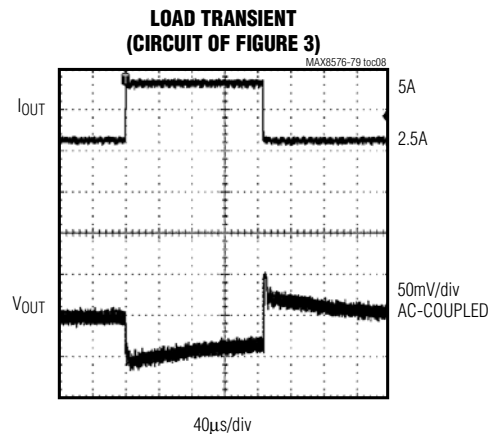 LOAD TRANSIENT
(CIRCUIT OF FIGURE 3)
MAX8576-79 toc08
IOUT
5A
2.5A
VOUT
50mV/div
AC-COUPLED
40μs/div